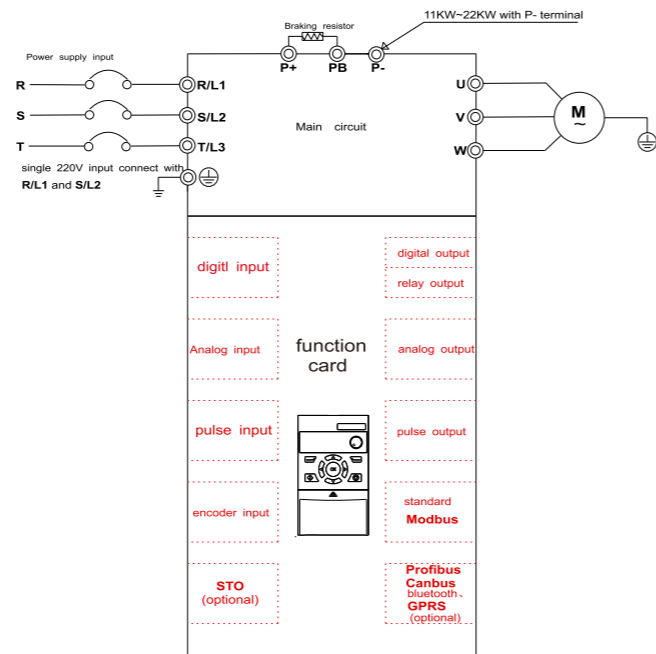 11KW~22KW with P- terminal
Braking resistor
P+ PB P-
Power supply input
R R/L1
S S/L2
T T/L3
single 220V input connect with
R/L1 and S/L2
Main circuit
U
V
W
M
~
digitl input
digital output
relay output
Analog input
function
card
analog output
pulse input
pulse output
OK
encoder input
standard
Modbus
STO
(optional)
Profibus
Canbus
bluetooth、
GPRS
(optional)